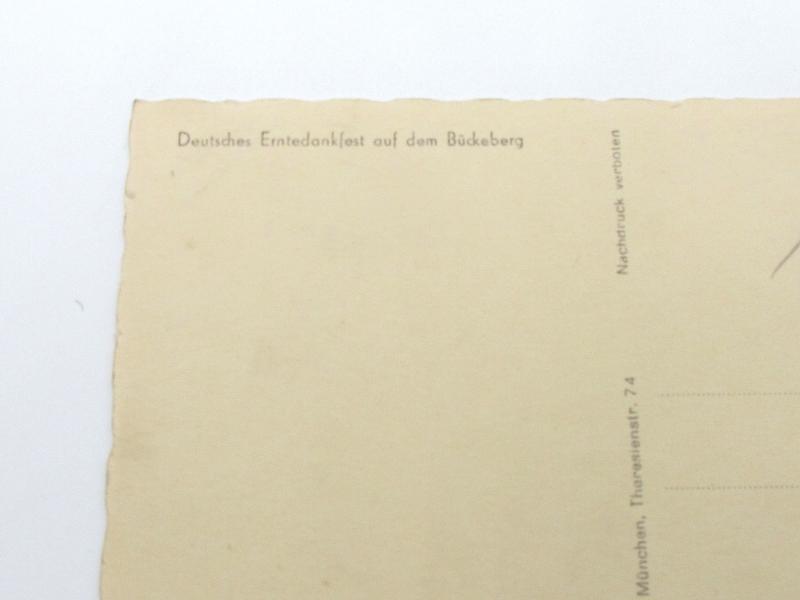 Deutsches Erntedankfest auf dem Bückeberg
Nachdruck verboten
München, Theresienstr. 74